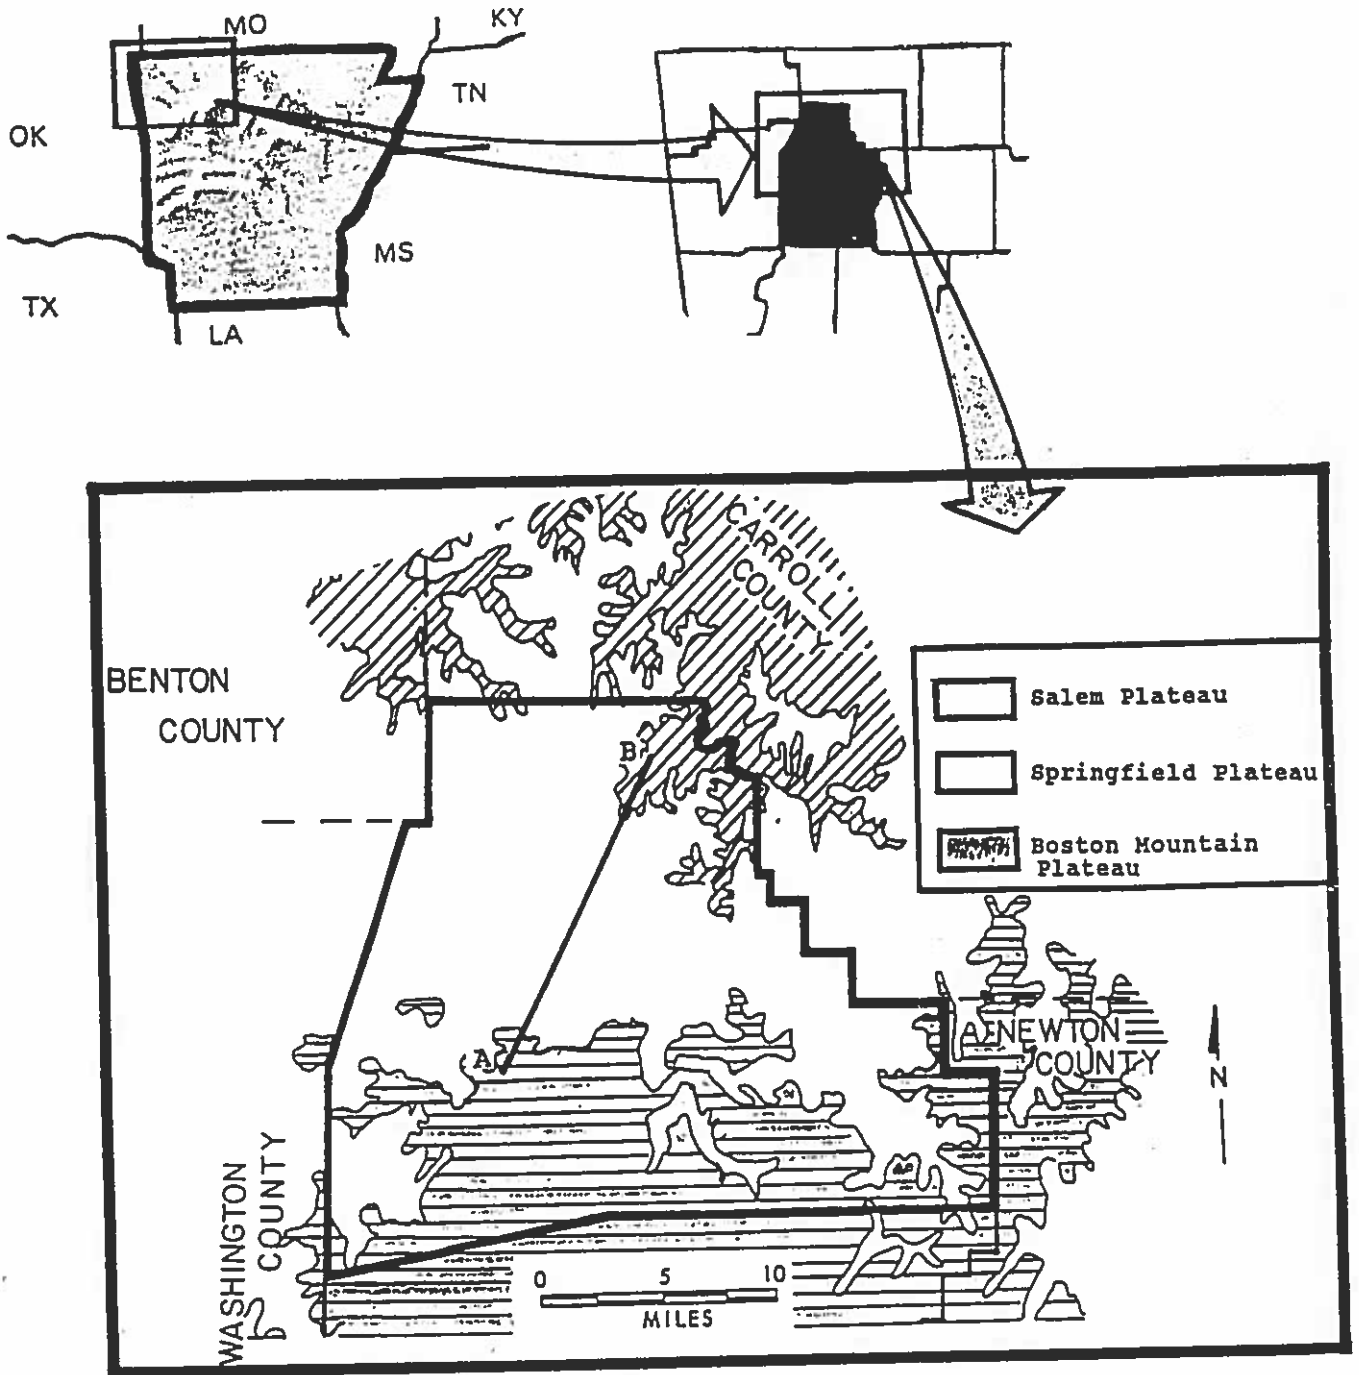 MO
KY
TN
OK
MS
TX
LA
CARROLL
COUNTY
BENTON
COUNTY
Salem Plateau
Springfield Plateau
Boston Mountain
Plateau
B
A
A
NEWTON
COUNTY
N
WASHINGTON
COUNTY
0 5 10
MILES